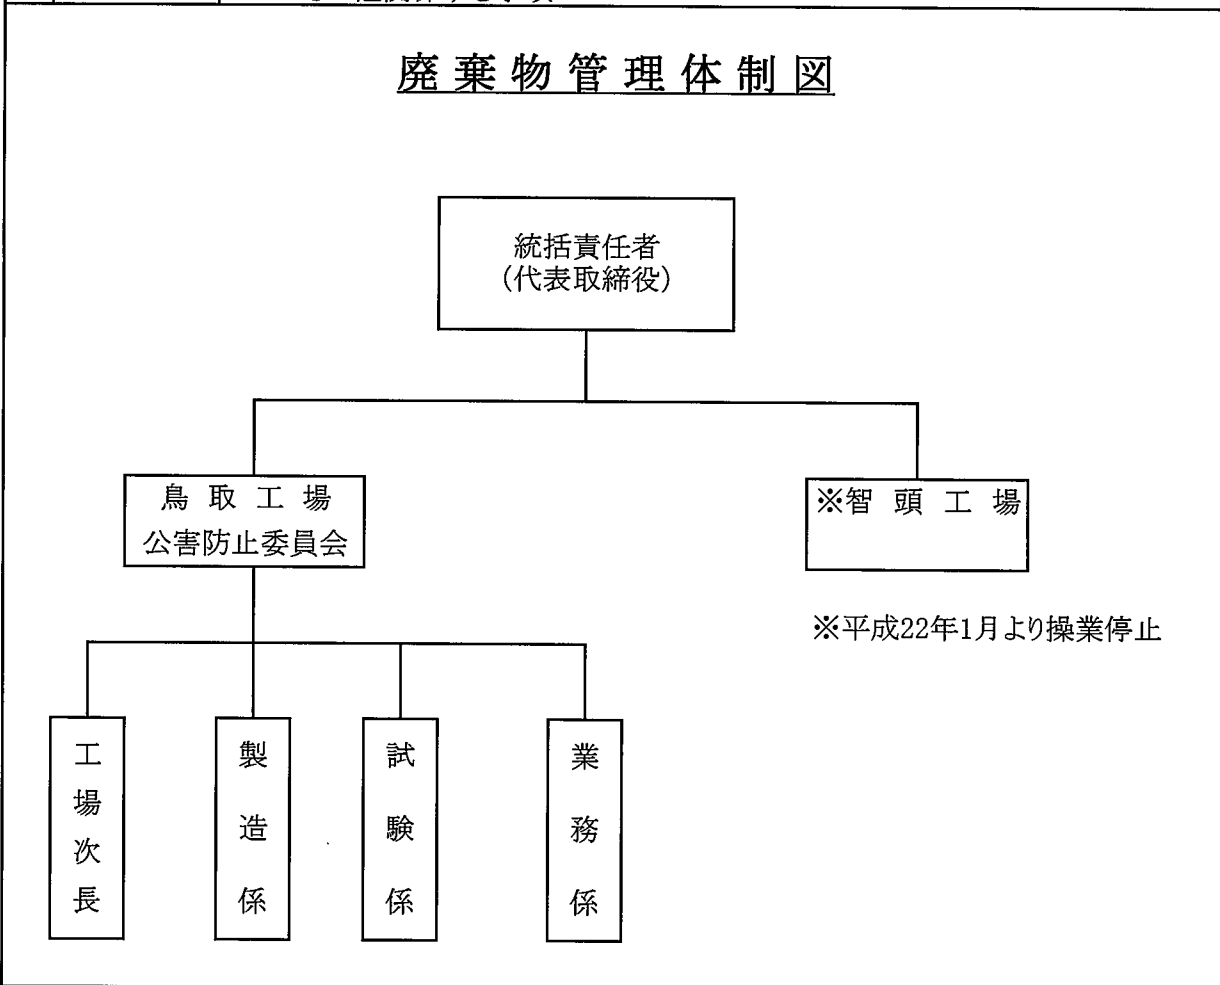 廃棄物管理体制図
統括責任者
(代表取締役)
鳥取工場
公害防止委員会
※智頭工場
※平成22年1月より操業停止
工場次長
製造係
試験係
業務係